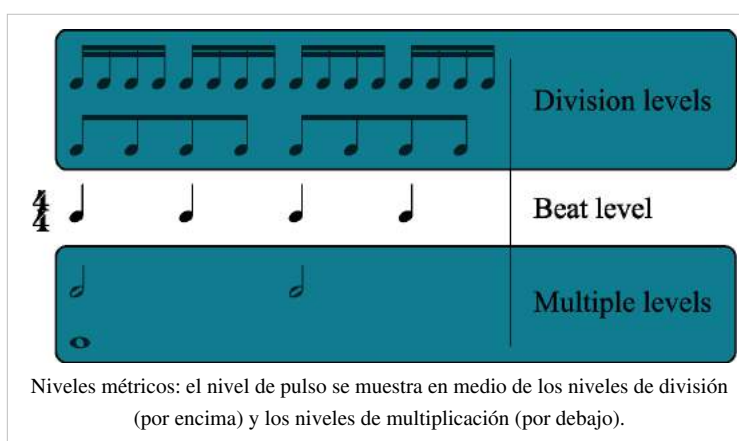 Division levels
4
4
Beat level
Multiple levels
Niveles métricos: el nivel de pulso se muestra en medio de los niveles de división
(por encima) y los niveles de multiplicación (por debajo).